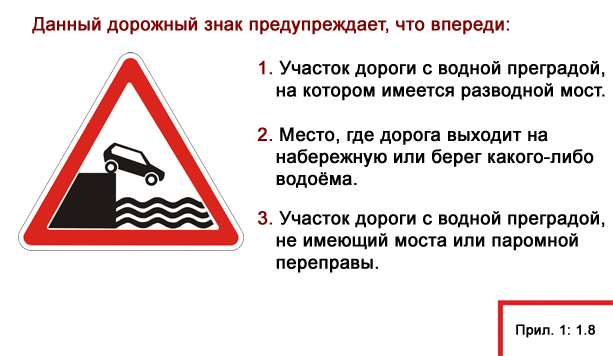 Данный дорожный знак предупреждает, что впереди:
1. Участок дороги с водной преградой,
на котором имеется разводной мост.
2. Место, где дорога выходит на
набережную или берег какого-либо
водоёма.
3. Участок дороги с водной преградой,
не имеющий моста или паромной
переправы.
Прил. 1: 1.8